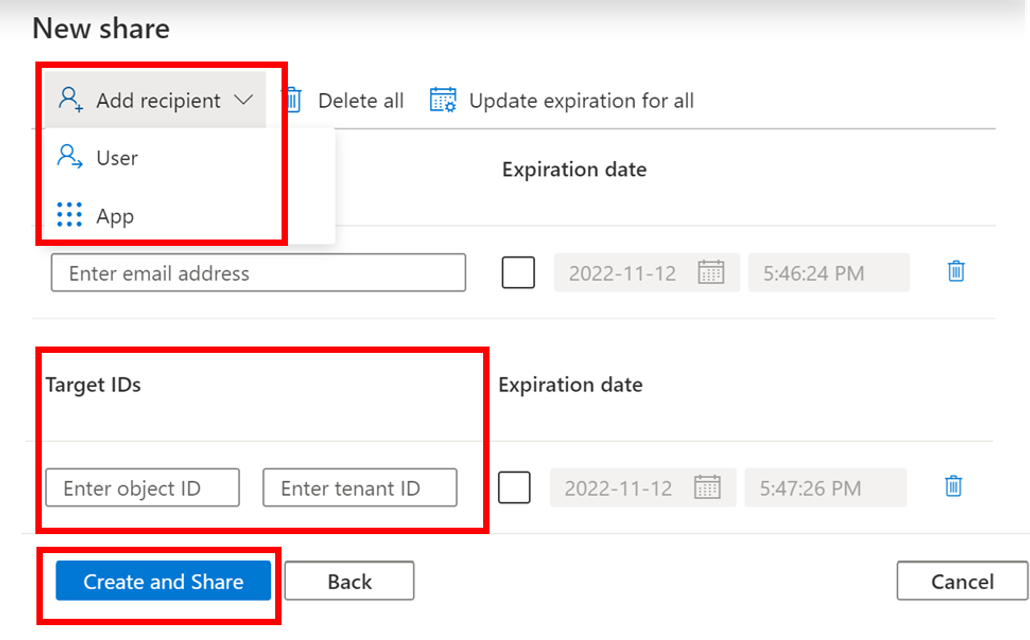 New share
Add recipient Delete all Update expiration for all
User
Expiration date
App
Enter email address 2022-11-12 5:46:24 PM
Target IDs Expiration date
Enter object ID Enter tenant ID 2022-11-12 5:47:26 PM
Create and Share Back Cancel